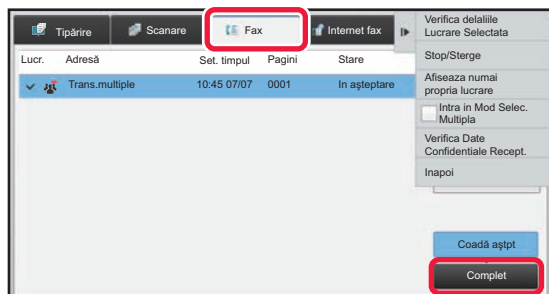 Tipărire Scanare Fax Internet fax
Lucr. Adresă Set. timpul Pagini Stare
Trans.multiple 10:45 07/07 0001 In aşteptare
Verifica delaliile
Lucrare Selectata
Stop/Sterge
Afiseaza numai
propria lucrare
Intra in Mod Selec.
Multipla
Verifica Date
Confidentiale Recept.
Inapoi
Coadă aştpt
Complet